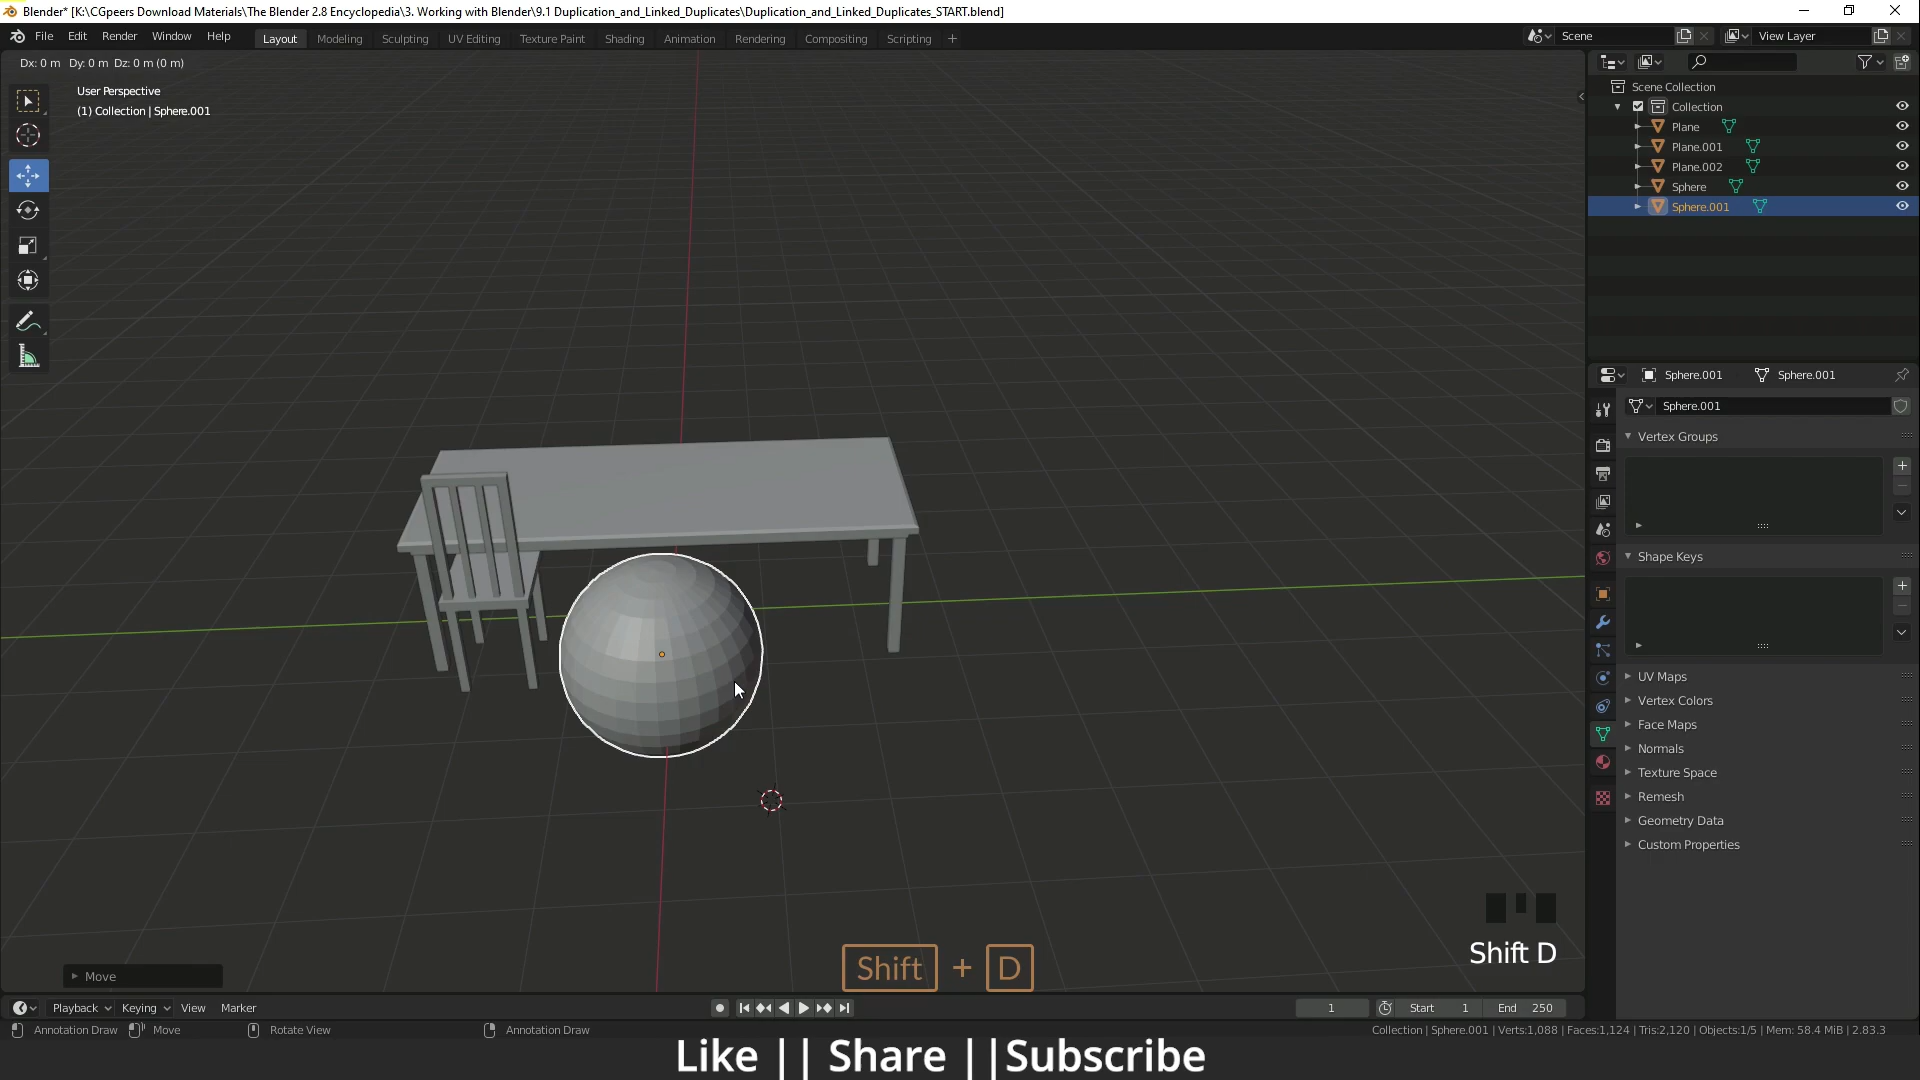 Blender* [K:\CGpeers Download Materials\The Blender 2.8 Encyclopedia\3. Working with Blender\9.1 Duplication_and_Linked_Duplicates\Duplication_and_Linked_Duplicates_START.blend]
File Edit Render Window Help Layout Modeling Sculpting UV Editing Texture Paint Shading Animation Rendering Compositing Scripting + Scene View Layer
Dx: 0 m Dy: 0 m Dz: 0 m (0 m)
User Perspective
(1) Collection | Sphere.001
Scene Collection
Collection
Plane
Plane.001
Plane.002
Sphere
Sphere.001
Sphere.001 Sphere.001
Sphere.001
Vertex Groups
Shape Keys
UV Maps
Vertex Colors
Face Maps
Normals
Texture Space
Remesh
Geometry Data
Custom Properties
Shift D
Shift + D
Move
Playback Keying View Marker 1 Start 1 End 250
Annotation Draw Move Rotate View Annotation Draw Collection | Sphere.001 | Verts:1,088 | Faces:1,124 | Tris:2,120 | Objects:1/5 | Mem: 58.4 MiB | 2.83.3
Like || Share ||Subscribe